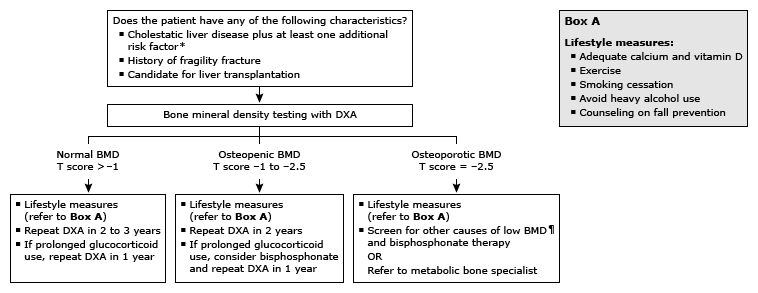 Does the patient have any of the following characteristics?
▪ Cholestatic liver disease plus at least one additional
risk factor*
▪ History of fragility fracture
▪ Candidate for liver transplantation
Box A
Lifestyle measures:
▪ Adequate calcium and vitamin D
▪ Exercise
▪ Smoking cessation
▪ Avoid heavy alcohol use
▪ Counseling on fall prevention
Bone mineral density testing with DXA
Normal BMD
T score >–1
Osteopenic BMD
T score –1 to –2.5
Osteoporotic BMD
T score = –2.5
▪ Lifestyle measures
(refer to Box A)
▪ Repeat DXA in 2 to 3 years
▪ If prolonged glucocorticoid
use, repeat DXA in 1 year
▪ Lifestyle measures
(refer to Box A)
▪ Repeat DXA in 2 years
▪ If prolonged glucocorticoid
use, consider bisphosphonate
and repeat DXA in 1 year
▪ Lifestyle measures
(refer to Box A)
▪ Screen for other causes of low BMD¶
and bisphosphonate therapy
OR
Refer to metabolic bone specialist